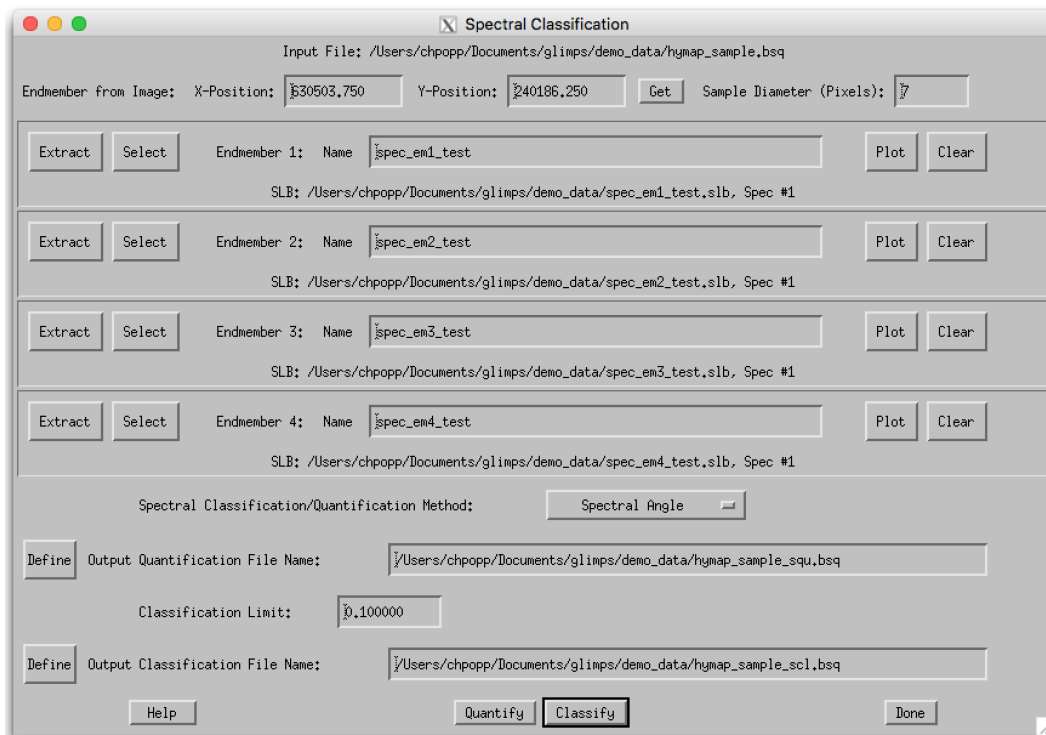 Spectral Classification
Input File: /Users/chpopp/Documents/glimps/demo_data/hymap_sample.bsq
Endmember from Image: X-Position: 630503.750 Y-Position: 240186.250 Get Sample Diameter (Pixels): 7
Extract Select Endmember 1: Name spec_em1_test Plot Clear
SLB: /Users/chpopp/Documents/glimps/demo_data/spec_em1_test.slb, Spec #1
Extract Select Endmember 2: Name spec_em2_test Plot Clear
SLB: /Users/chpopp/Documents/glimps/demo_data/spec_em2_test.slb, Spec #1
Extract Select Endmember 3: Name spec_em3_test Plot Clear
SLB: /Users/chpopp/Documents/glimps/demo_data/spec_em3_test.slb, Spec #1
Extract Select Endmember 4: Name spec_em4_test Plot Clear
SLB: /Users/chpopp/Documents/glimps/demo_data/spec_em4_test.slb, Spec #1
Spectral Classification/Quantification Method: Spectral Angle
Define Output Quantification File Name: /Users/chpopp/Documents/glimps/demo_data/hymap_sample_squ.bsq
Classification Limit: 0.100000
Define Output Classification File Name: /Users/chpopp/Documents/glimps/demo_data/hymap_sample_scl.bsq
Help Quantify Classify Done